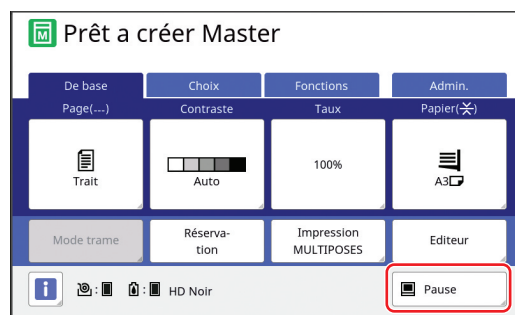 M Prêt a créer Master
De base Choix Fonctions Admin.
Page(---) Contraste Taux Papier( )
Trait Auto 100% A3
Mode trame Réserva-
tion Impression
MULTIPOSES Editeur
i : : HD Noir Pause